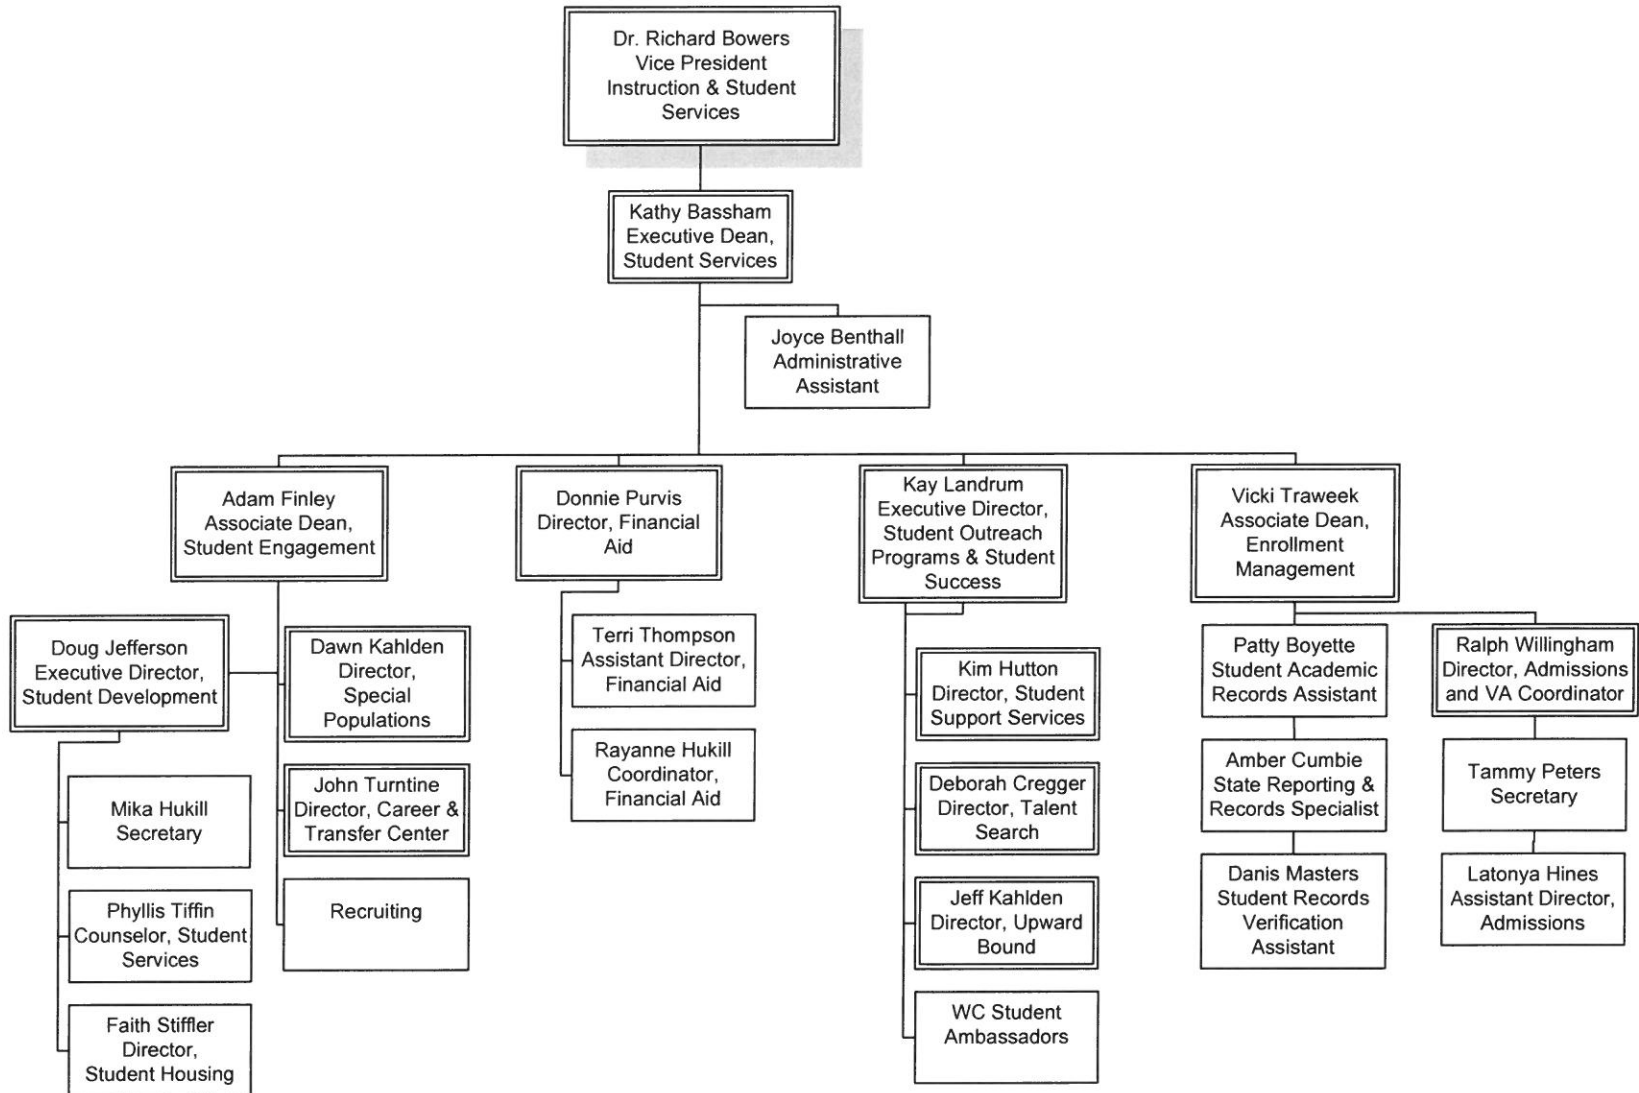 Dr. Richard Bowers
Vice President
Instruction & Student
Services
Kathy Bassham
Executive Dean,
Student Services
Joyce Benthall
Administrative
Assistant
Adam Finley
Associate Dean,
Student Engagement
Donnie Purvis
Director, Financial
Aid
Kay Landrum
Executive Director,
Student Outreach
Programs & Student
Success
Vicki Traweek
Associate Dean,
Enrollment
Management
Doug Jefferson
Executive Director,
Student Development
Mika Hukill
Secretary
Phyllis Tiffin
Counselor, Student
Services
Faith Stiffler
Director,
Student Housing
Dawn Kahlden
Director,
Special
Populations
John Turntine
Director, Career &
Transfer Center
Recruiting
Terri Thompson
Assistant Director,
Financial Aid
Rayanne Hukill
Coordinator,
Financial Aid
Kim Hutton
Director, Student
Support Services
Deborah Cregger
Director, Talent
Search
Jeff Kahlden
Director, Upward
Bound
WC Student
Ambassadors
Patty Boyette
Student Academic
Records Assistant
Amber Cumbie
State Reporting &
Records Specialist
Danis Masters
Student Records
Verification
Assistant
Ralph Willingham
Director, Admissions
and VA Coordinator
Tammy Peters
Secretary
Latonya Hines
Assistant Director,
Admissions